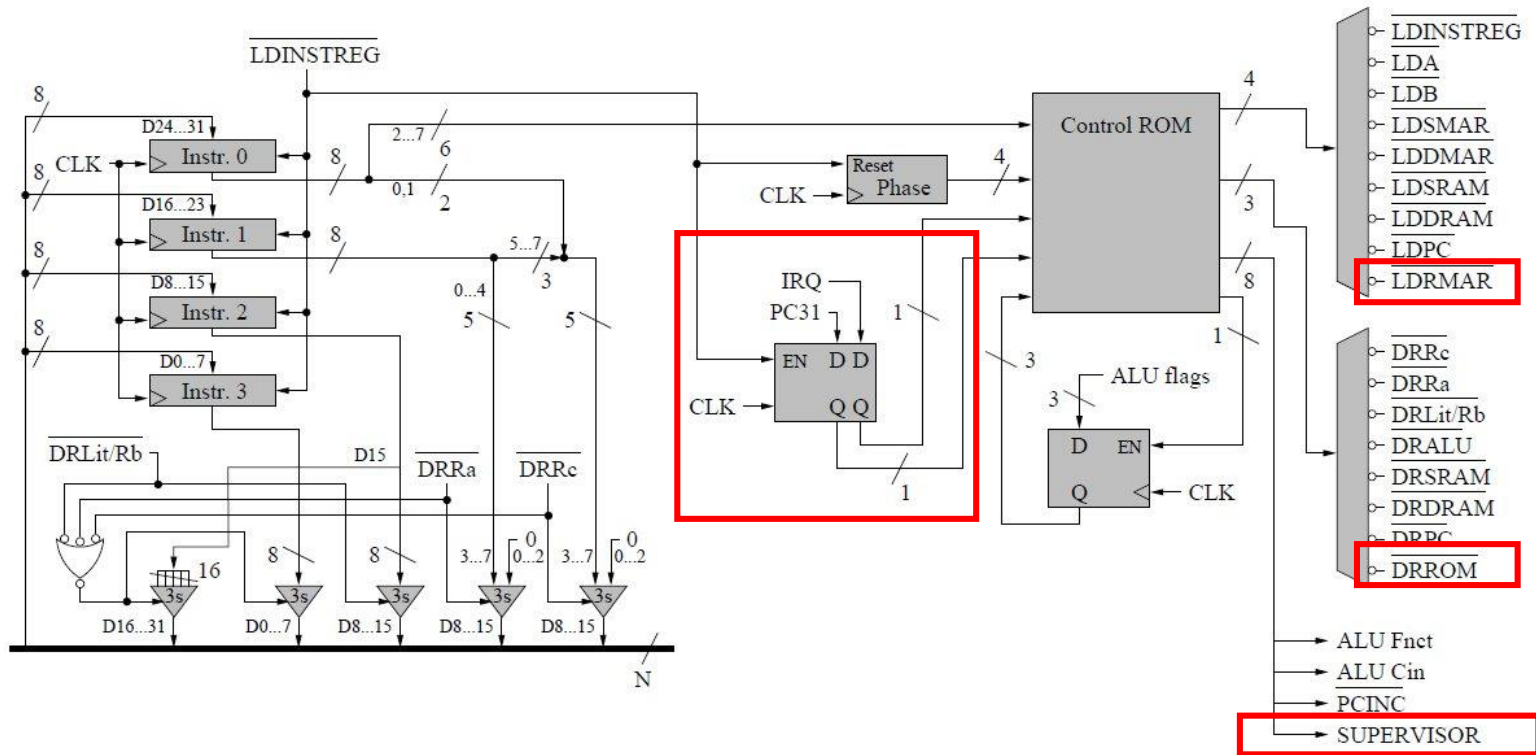 LDINSTREG
8
D24...31
CLK
Instr. 0
8
2...7
6
0,1
2
8
D16...23
Instr. 1
8
5...7
3
8
D8...15
Instr. 2
0...4
5
5
8
D0...7
Instr. 3
DRLit/Rb
D15
DRRa
DRRc
16
8
8
3...7
0
0...2
3...7
0
0...2
3s
3s
3s
3s
3s
D16...31
D0...7
D8...15
D8...15
D8...15
N
Reset
Phase
CLK
4
IRQ
PC31
EN D D
Q Q
CLK
1
1
Control ROM
4
3
8
1
3
ALU flags
3
D EN
Q
CLK
LDINSTREG
LDA
LDB
LDSMAR
LDDMAR
LDSRAM
LDDRAM
LDPC
LDRMAR
DRRc
DRRa
DRLit/Rb
DRALU
DRSRAM
DRDRAM
DRPC
DRROM
ALU Fnct
ALU Cin
PCINC
SUPERVISOR